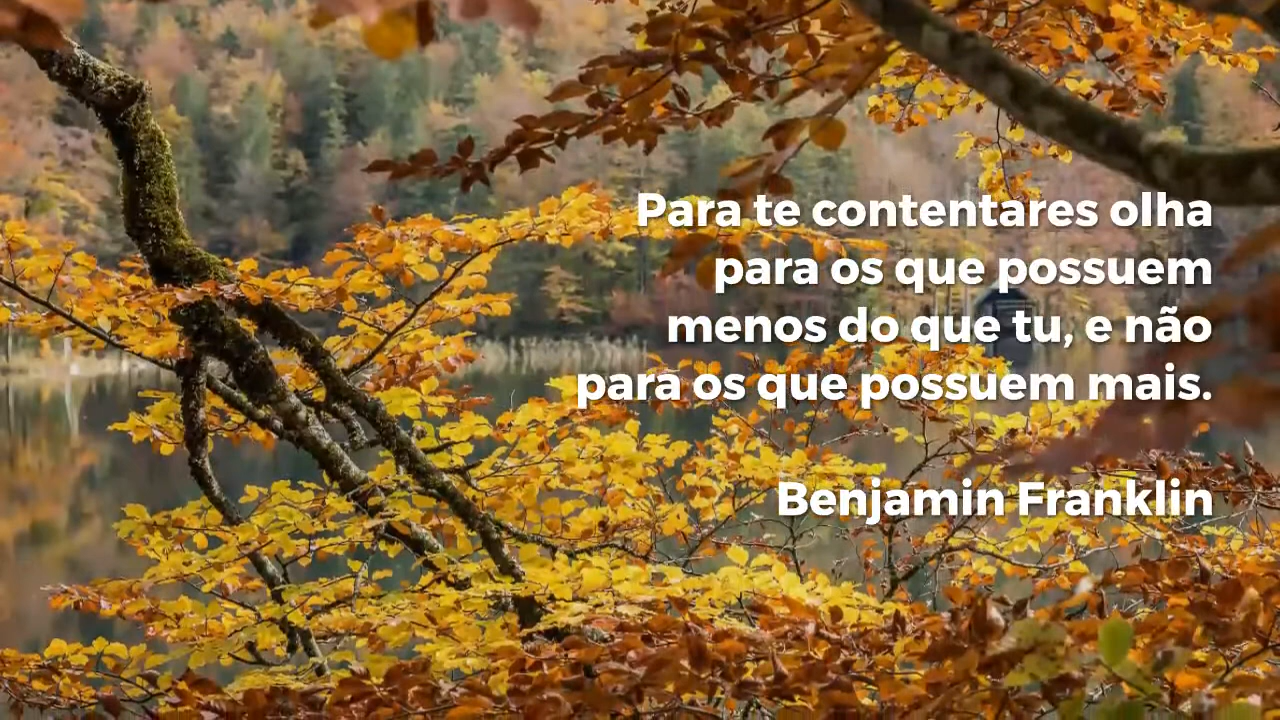 Para te contentares olha
para os que possuem
menos do que tu, e não
para os que possuem mais.
Benjamin Franklin